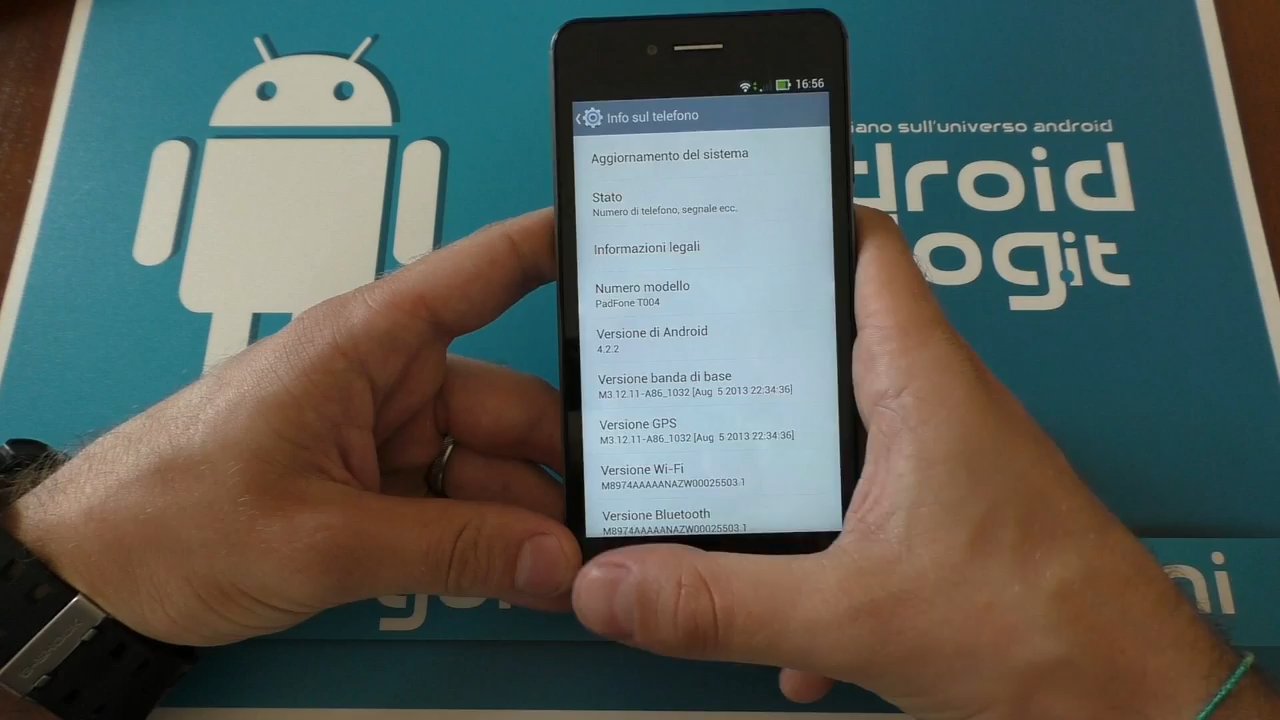 16:56
Info sul telefono
Aggiornamento del sistema
Stato
Numero di telefono, segnale ecc.
Informazioni legali
Numero modello
PadFone T004
Versione di Android
4.2.2
Versione banda di base
M3.12.11-A86_1032 [Aug 5 2013 22:34:36]
Versione GPS
M3.12.11-A86_1032 [Aug 5 2013 22:34:36]
Versione Wi-Fi
M8974AAAAANAZW00025503.1
Versione Bluetooth
M8974AAAAANAZW00025503.1
iano sull'universo android
droid
logit